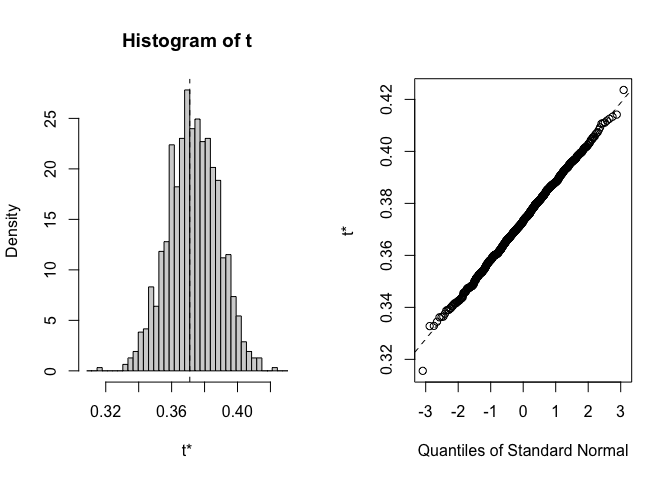 Histogram of t
Density
0 5 10 15 20 25
0.32 0.36 0.40
t*
t*
0.32 0.34 0.36 0.38 0.40 0.42
-3 -2 -1 0 1 2 3
Quantiles of Standard Normal